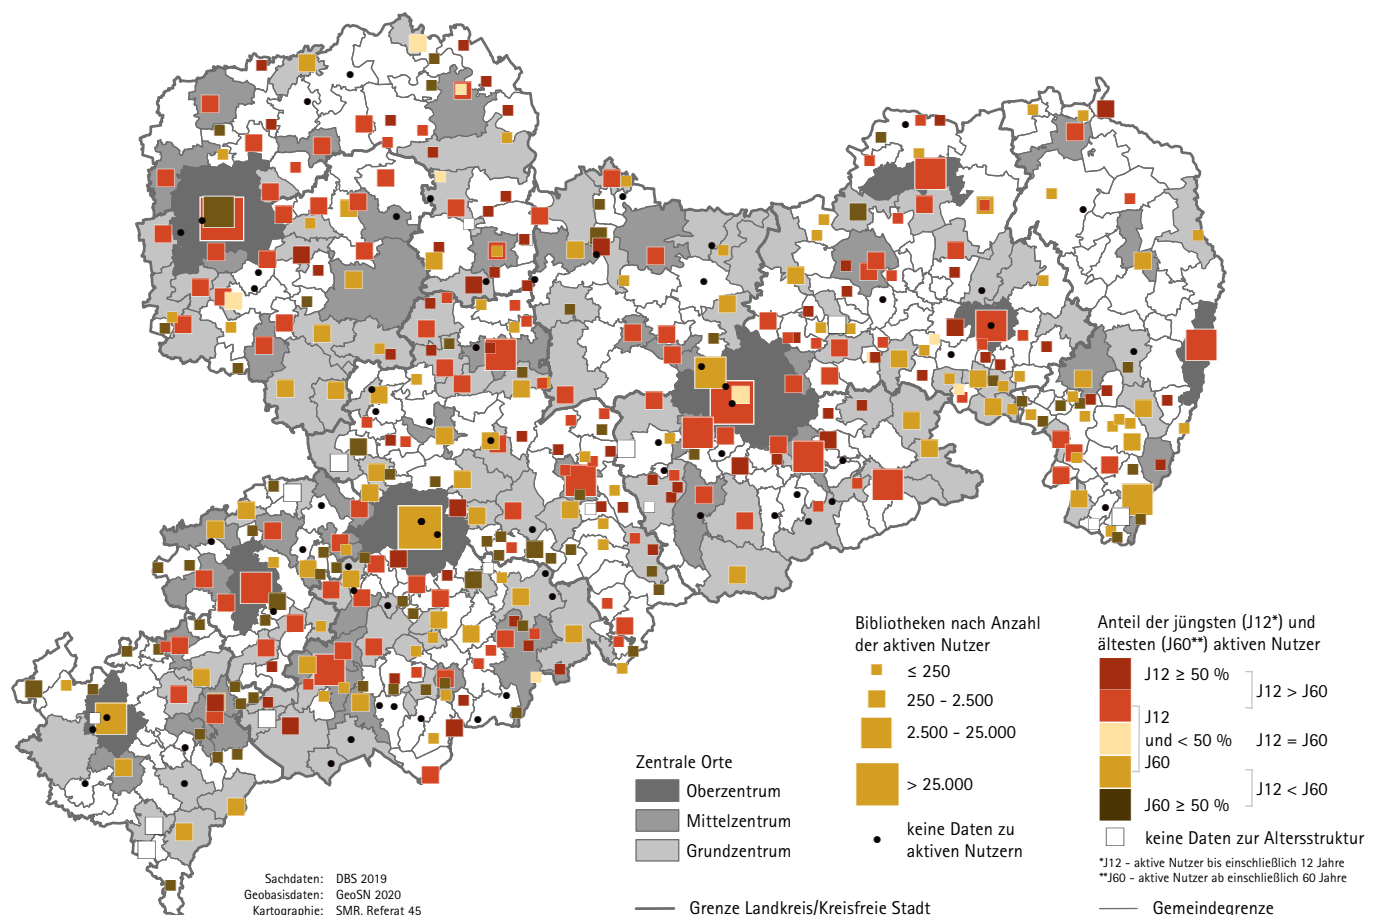 Bibliotheken nach Anzahl
der aktiven Nutzer
≤ 250
250 - 2.500
2.500 - 25.000
> 25.000
keine Daten zu
aktiven Nutzern
Anteil der jüngsten (J12*) und
ältesten (J60**) aktiven Nutzer
J12 ≥ 50 %
J12 > J60
J12
und < 50 %
J12 = J60
J60
J12 < J60
J60 ≥ 50 %
keine Daten zur Altersstruktur
*J12 - aktive Nutzer bis einschließlich 12 Jahre
**J60 - aktive Nutzer ab einschließlich 60 Jahre
Zentrale Orte
Oberzentrum
Mittelzentrum
Grundzentrum
Sachdaten: DBS 2019
Geobasisdaten: GeoSN 2020
Kartographie: SMR, Referat 45
Grenze Landkreis/Kreisfreie Stadt
Gemeindegrenze